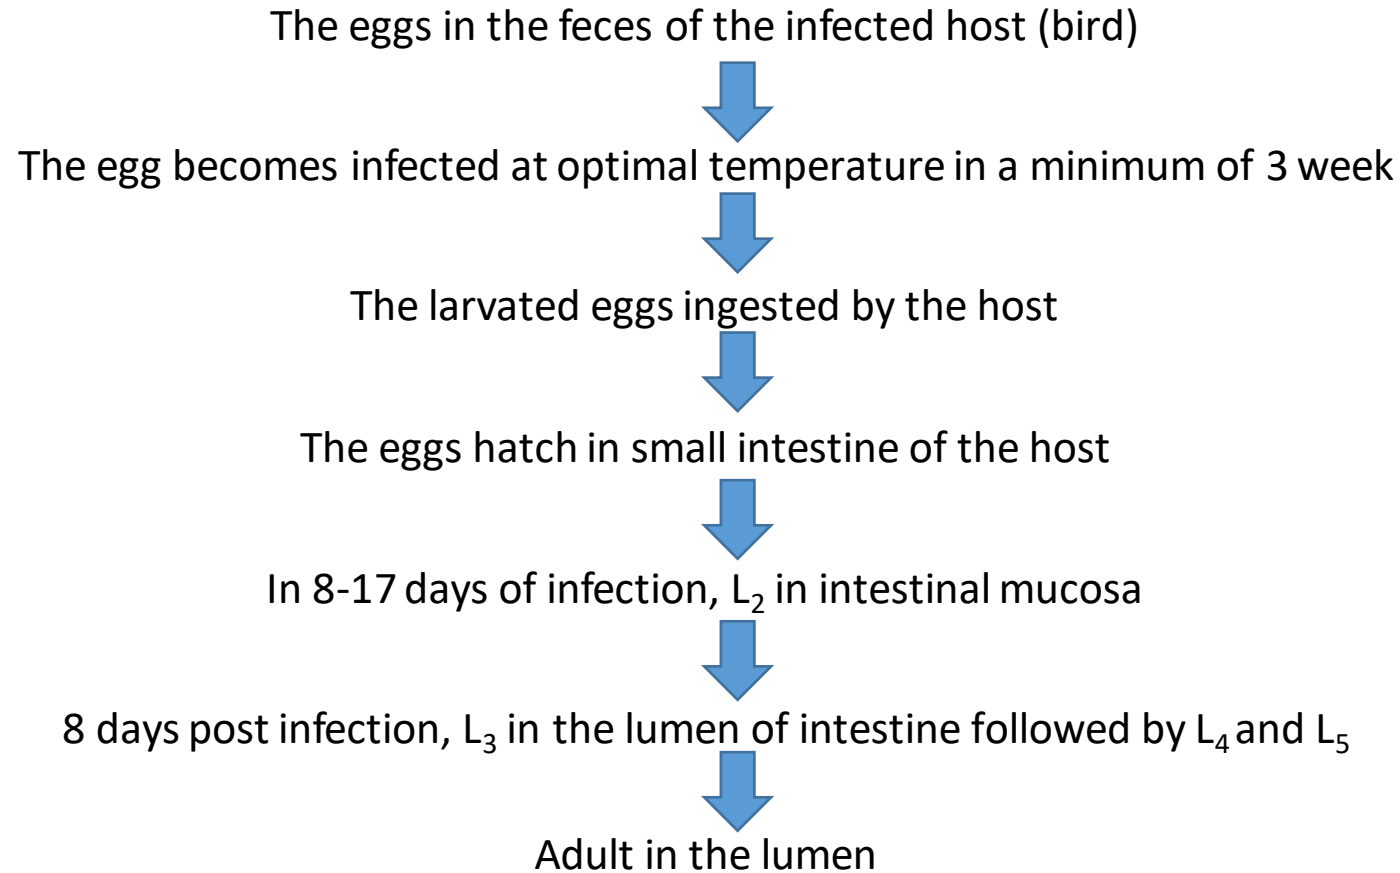 The eggs in the feces of the infected host (bird)
The egg becomes infected at optimal temperature in a minimum of 3 week
The larvated eggs ingested by the host
The eggs hatch in small intestine of the host
In 8-17 days of infection, L₂ in intestinal mucosa
8 days post infection, L₃ in the lumen of intestine followed by L₄ and L₅
Adult in the lumen